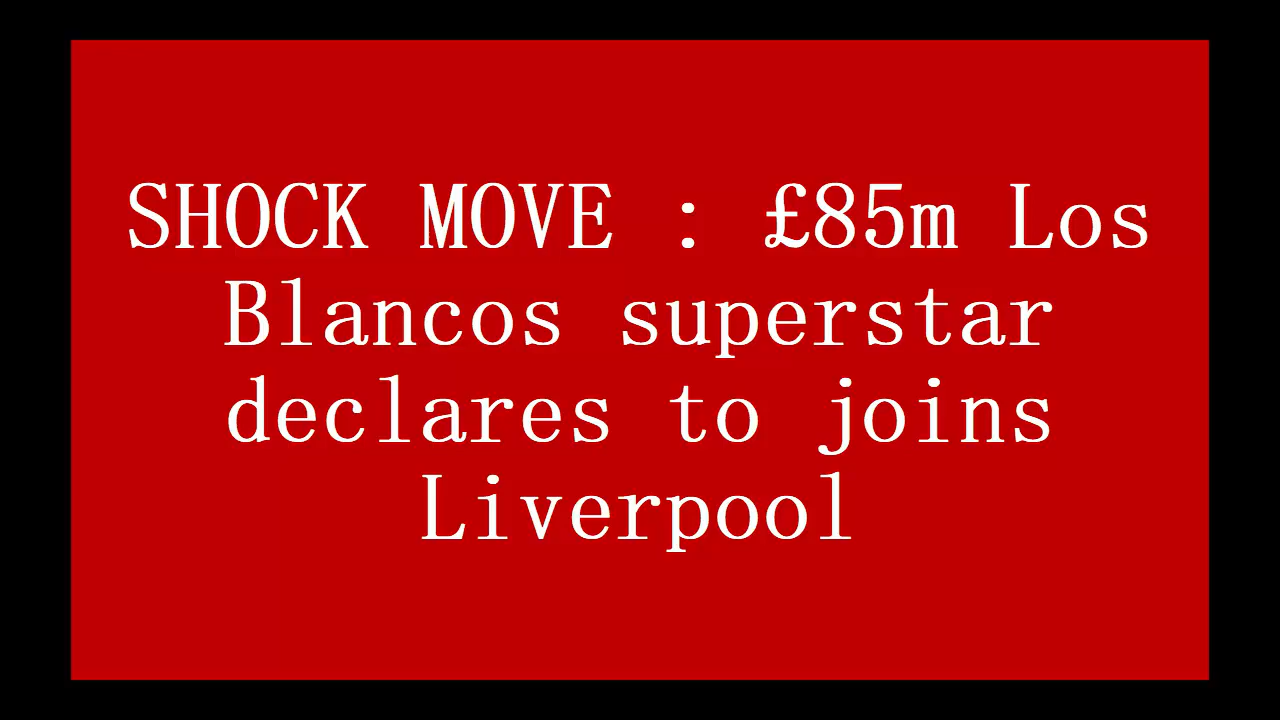 SHOCK MOVE : £85m Los
Blancos superstar
declares to joins
Liverpool